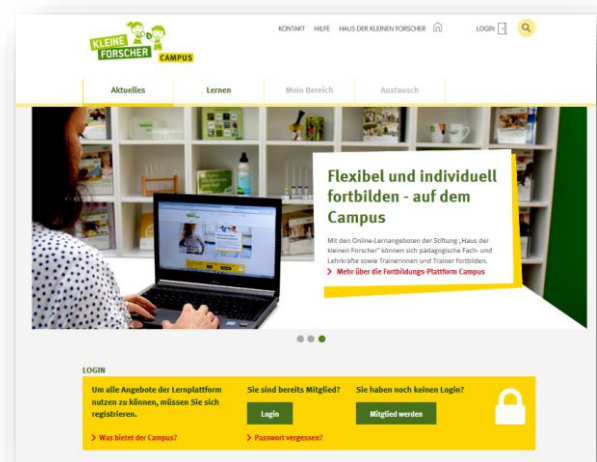 KONTAKT HILFE HAUS DER KLEINEN FORSCHER LOGIN
KLEINE
FORSCHER
CAMPUS
Aktuelles Lernen Mein Bereich Austausch
Flexibel und individuell
fortbilden - auf dem
Campus
Mit den Online-Lernangeboten der Stiftung „Haus der
kleinen Forscher" können sich pädagogische Fach- und
Lehrkräfte sowie Trainerinnen und Trainer fortbilden.
Mehr über die Fortbildungs-Plattform Campus
LOGIN
Um alle Angebote der Lernplattform
nutzen zu können, müssen Sie sich
registrieren.
Was bietet der Campus?
Sie sind bereits Mitglied?
Login
Passwort vergessen?
Sie haben noch keinen Login?
Mitglied werden